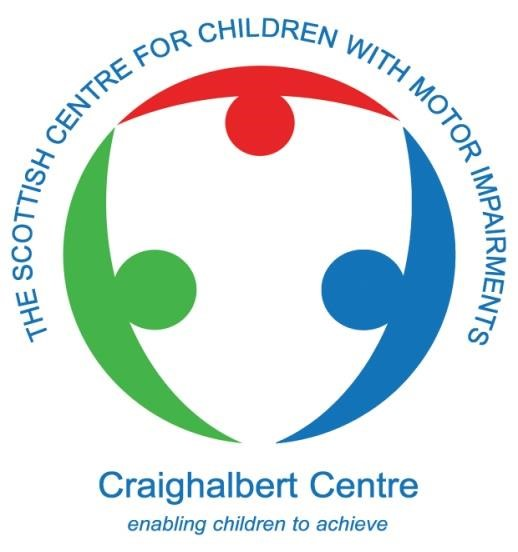 THE SCOTTISH CENTRE FOR CHILDREN WITH MOTOR IMPAIRMENTS
Craighalbert Centre
enabling children to achieve